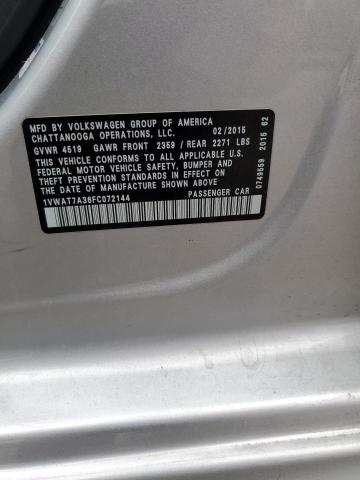 MFD BY VOLKSWAGEN GROUP OF AMERICA
CHATTANOOGA OPERATIONS, LLC. 02/2015
GVWR 4519 GAWR FRONT 2359 / REAR 2271 LBS
THIS VEHICLE CONFORMS TO ALL APPLICABLE U.S.
FEDERAL MOTOR VEHICLE SAFETY, BUMPER AND
THEFT PREVENTION STANDARDS IN EFFECT ON
THE DATE OF MANUFACTURE SHOWN ABOVE.
1VWAT7A36FC072144 PASSENGER CAR
0749559 2015 62